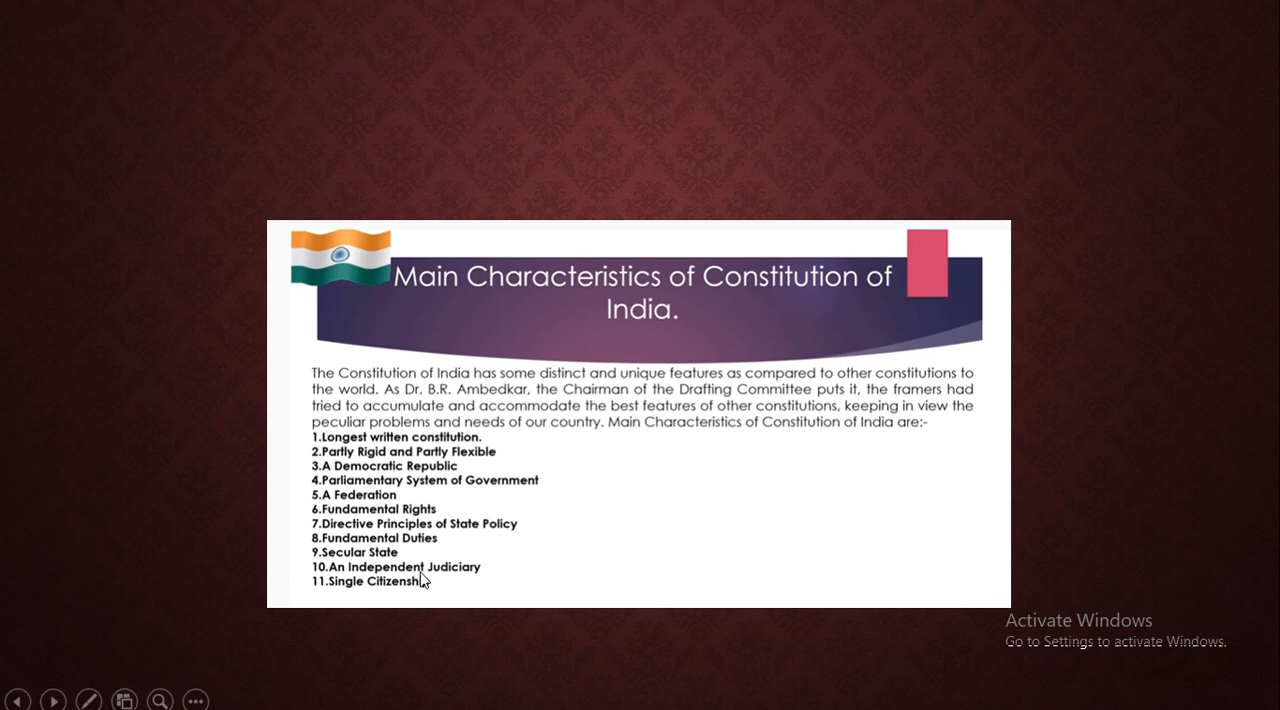 Main Characteristics of Constitution of
India.
The Constitution of India has some distinct and unique features as compared to other constitutions to
the world. As Dr. B.R. Ambedkar, the Chairman of the Drafting Committee puts it, the framers had
tried to accumulate and accommodate the best features of other constitutions, keeping in view the
peculiar problems and needs of our country. Main Characteristics of Constitution of India are:-
1.Longest written constitution.
2.Partly Rigid and Partly Flexible
3.A Democratic Republic
4.Parliamentary System of Government
5.A Federation
6.Fundamental Rights
7.Directive Principles of State Policy
8.Fundamental Duties
9.Secular State
10.An Independent Judiciary
11.Single Citizenship
Activate Windows
Go to Settings to activate Windows.